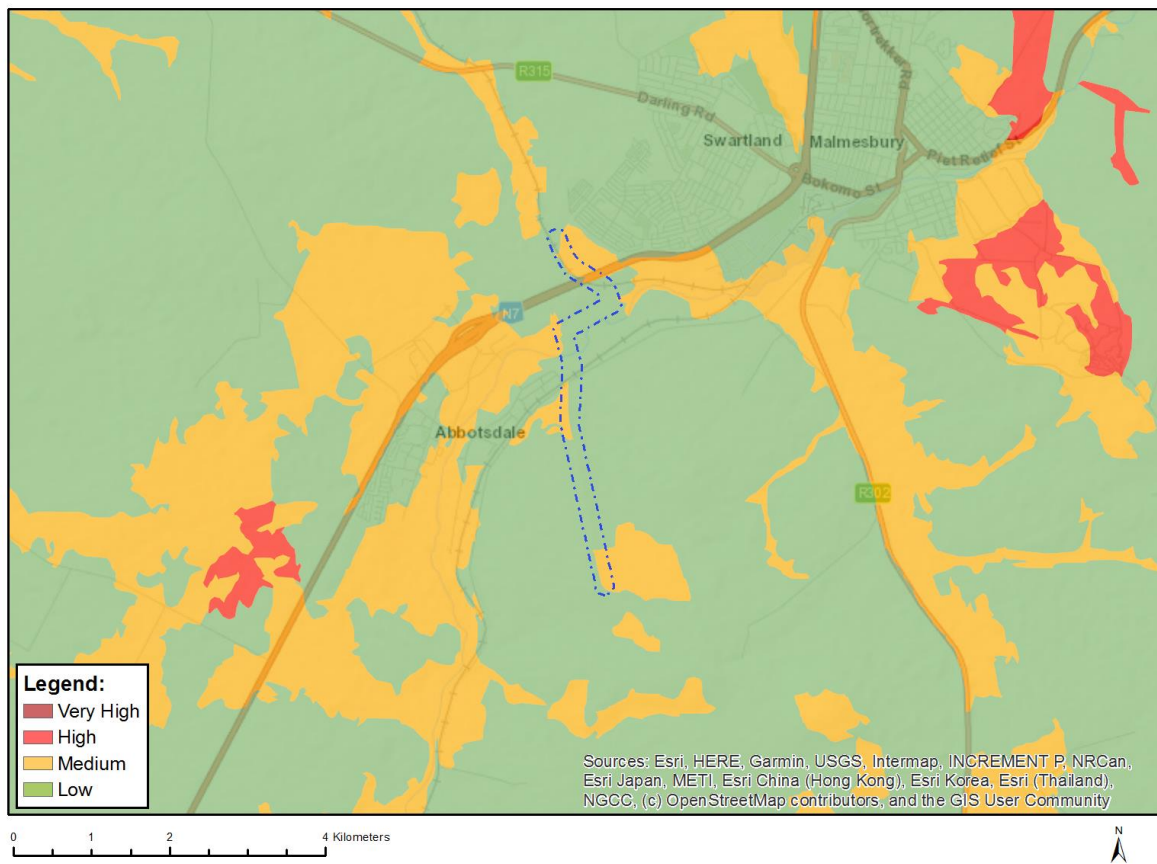 R315
Darling Rd
Voortrekker Rd
Swartland
Malmesbury
Piet Retief St
Bokomo St
N7
Abbotsdale
R302
Legend:
Very High
High
Medium
Low
Sources: Esri, HERE, Garmin, USGS, Intermap, INCREMENT P, NRCan,
Esri Japan, METI, Esri China (Hong Kong), Esri Korea, Esri (Thailand),
NGCC, (c) OpenStreetMap contributors, and the GIS User Community
0 1 2 4 Kilometers
N